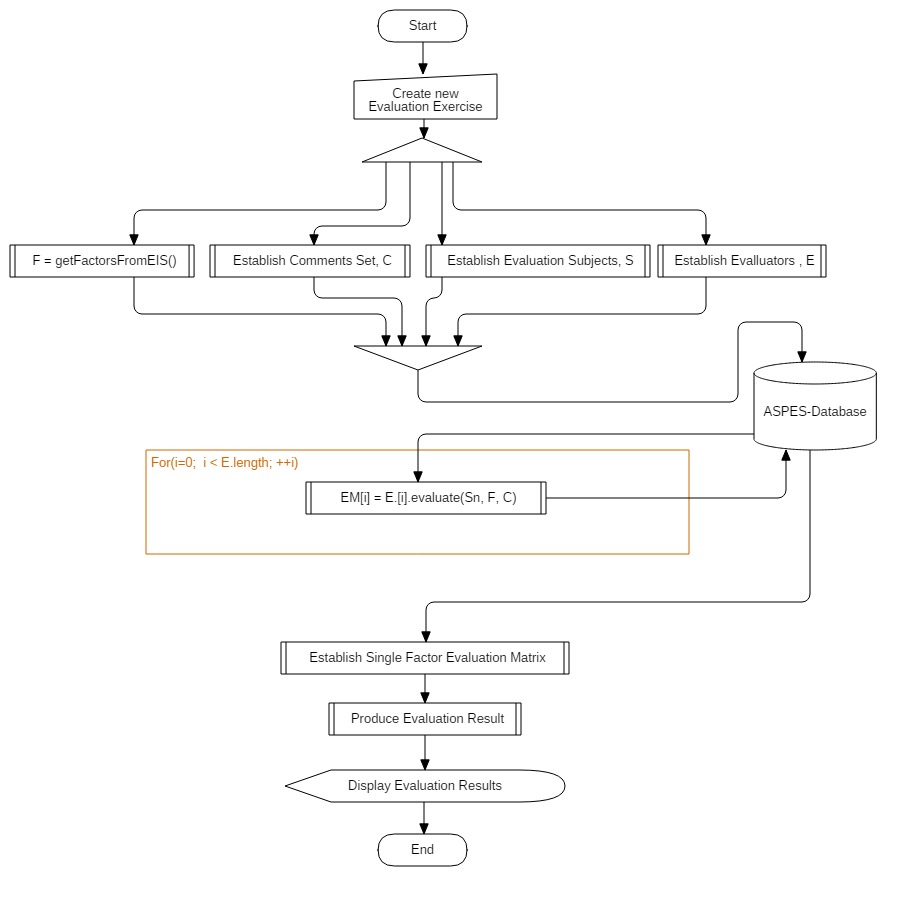 Start
Create new
Evaluation Exercise
F = getFactorsFromEIS()
Establish Comments Set, C
Establish Evaluation Subjects, S
Establish Evalluators , E
ASPES-Database
For(i=0;  i < E.length; ++i)
EM[i] = E.[i].evaluate(Sn, F, C)
Establish Single Factor Evaluation Matrix
Produce Evaluation Result
Display Evaluation Results
End